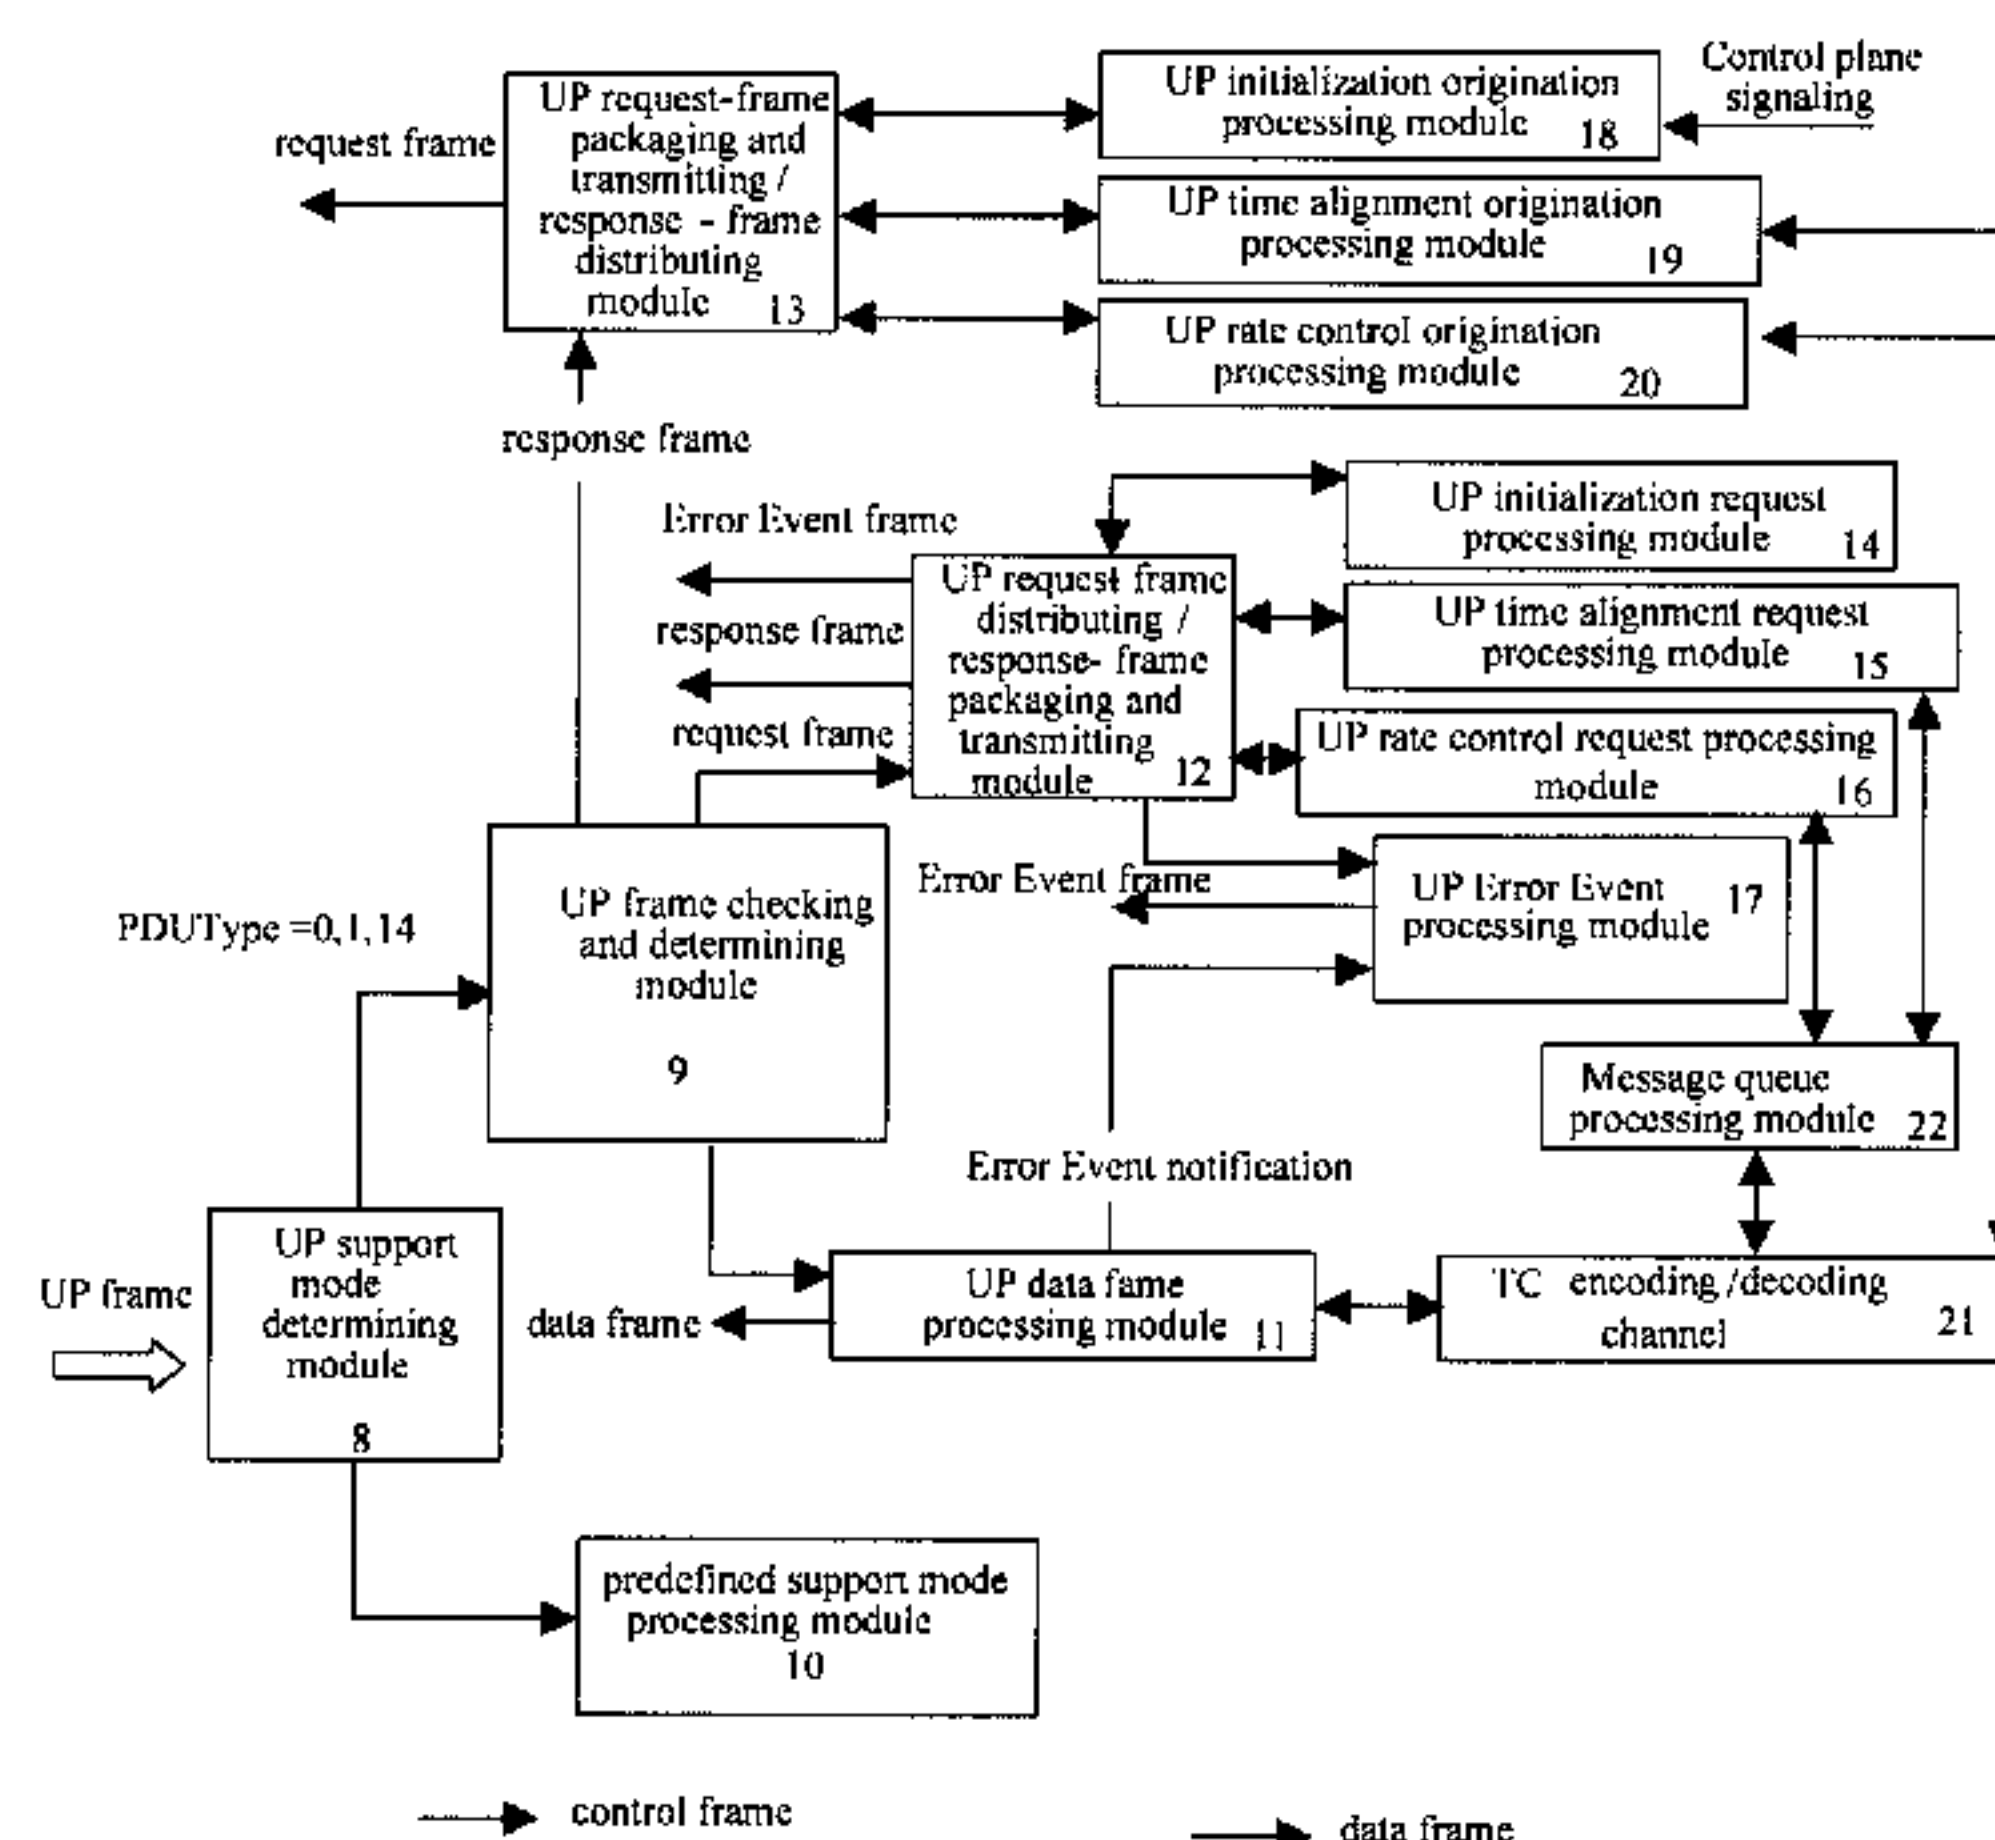 Control plane
signaling
UP initialization origination
processing module 18
UP request-frame
packaging and
transmitting /
response - frame
distributing
module 13
request frame
UP time alignment origination
processing module 19
UP rate control origination
processing module 20
response frame
UP initialization request
processing module 14
Error Event frame
UP request frame
distributing /
response- frame
packaging and
transmitting
module 12
response frame
request frame
UP time alignment request
processing module 15
UP rate control request processing
module 16
Error Event frame
UP Error Event 17
processing module
PDUType =0,1,14
UP frame checking
and determining
module
9
Message queue
processing module 22
Error Event notification
UP frame
UP support
mode
determining
module
8
data frame
UP data fame
processing module 11
TC encoding /decoding
channel 21
predefined support mode
processing module
10
control frame
data frame